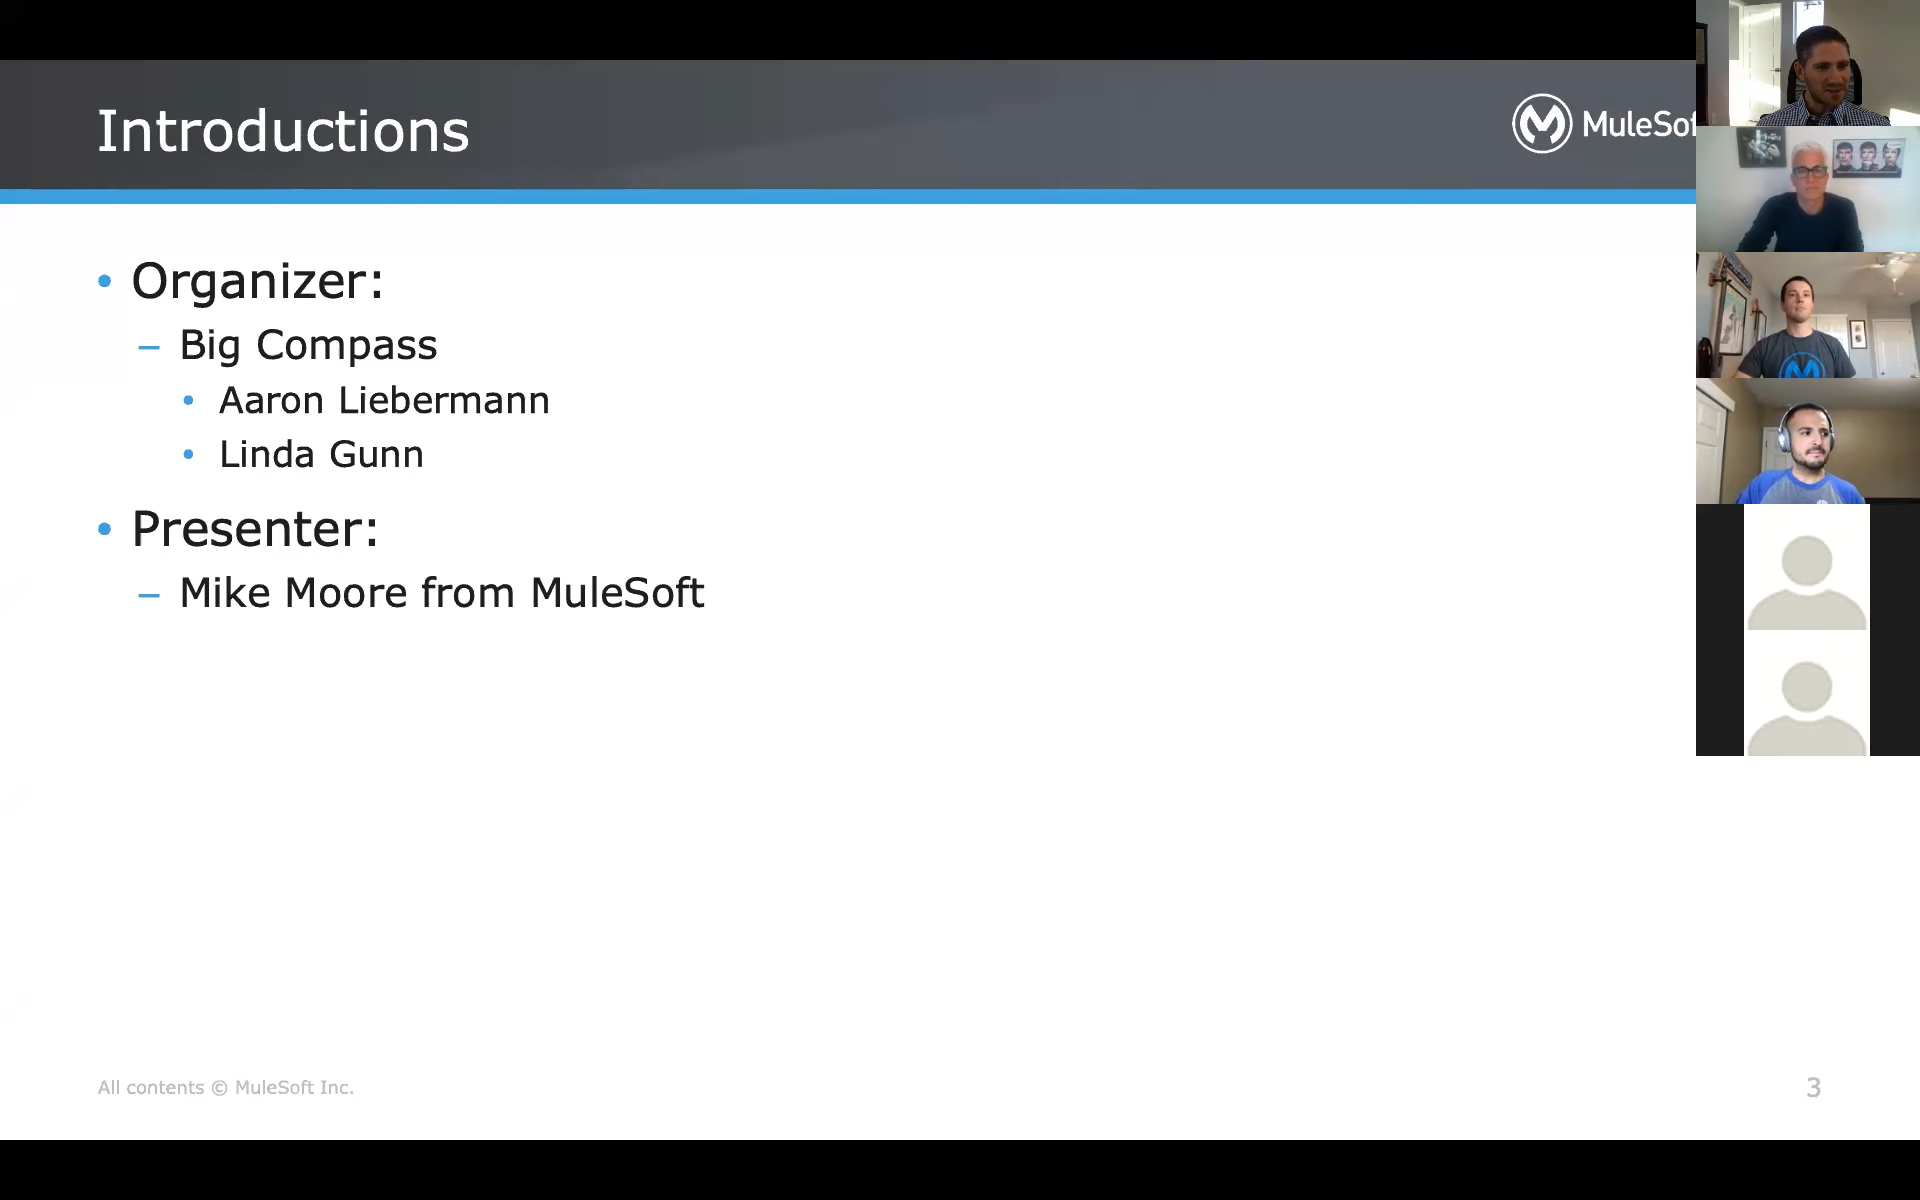 Introductions
MuleSof
• Organizer:
– Big Compass
• Aaron Liebermann
• Linda Gunn
• Presenter:
– Mike Moore from MuleSoft
All contents © MuleSoft Inc.
3